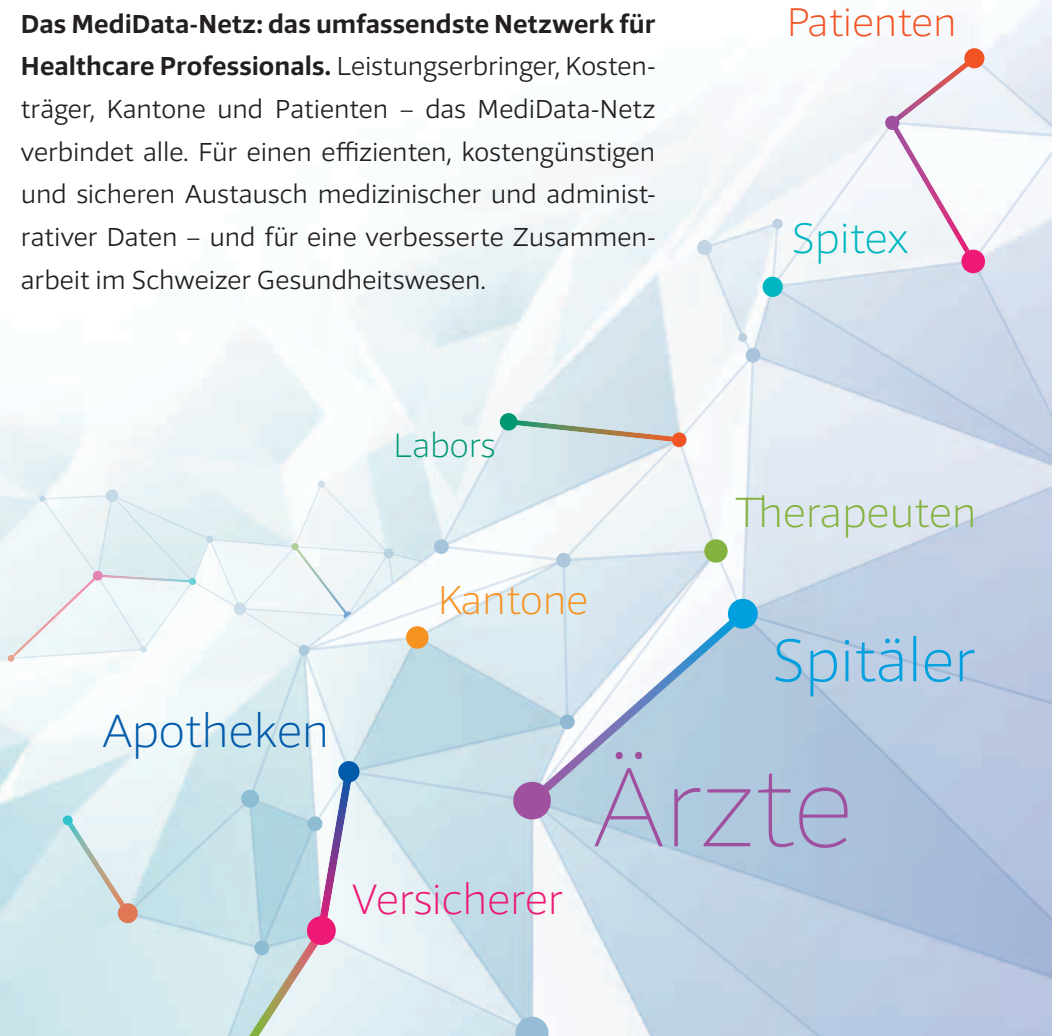 Das MediData-Netz: das umfassendste Netzwerk für
Healthcare Professionals. Leistungserbringer, Kosten-
träger, Kantone und Patienten – das MediData-Netz
verbindet alle. Für einen effizienten, kostengünstigen
und sicheren Austausch medizinischer und administ-
rativer Daten – und für eine verbesserte Zusammen-
arbeit im Schweizer Gesundheitswesen.
Patienten
Spitex
Labors
Therapeuten
Kantone
Spitäler
Apotheken
Ärzte
Versicherer